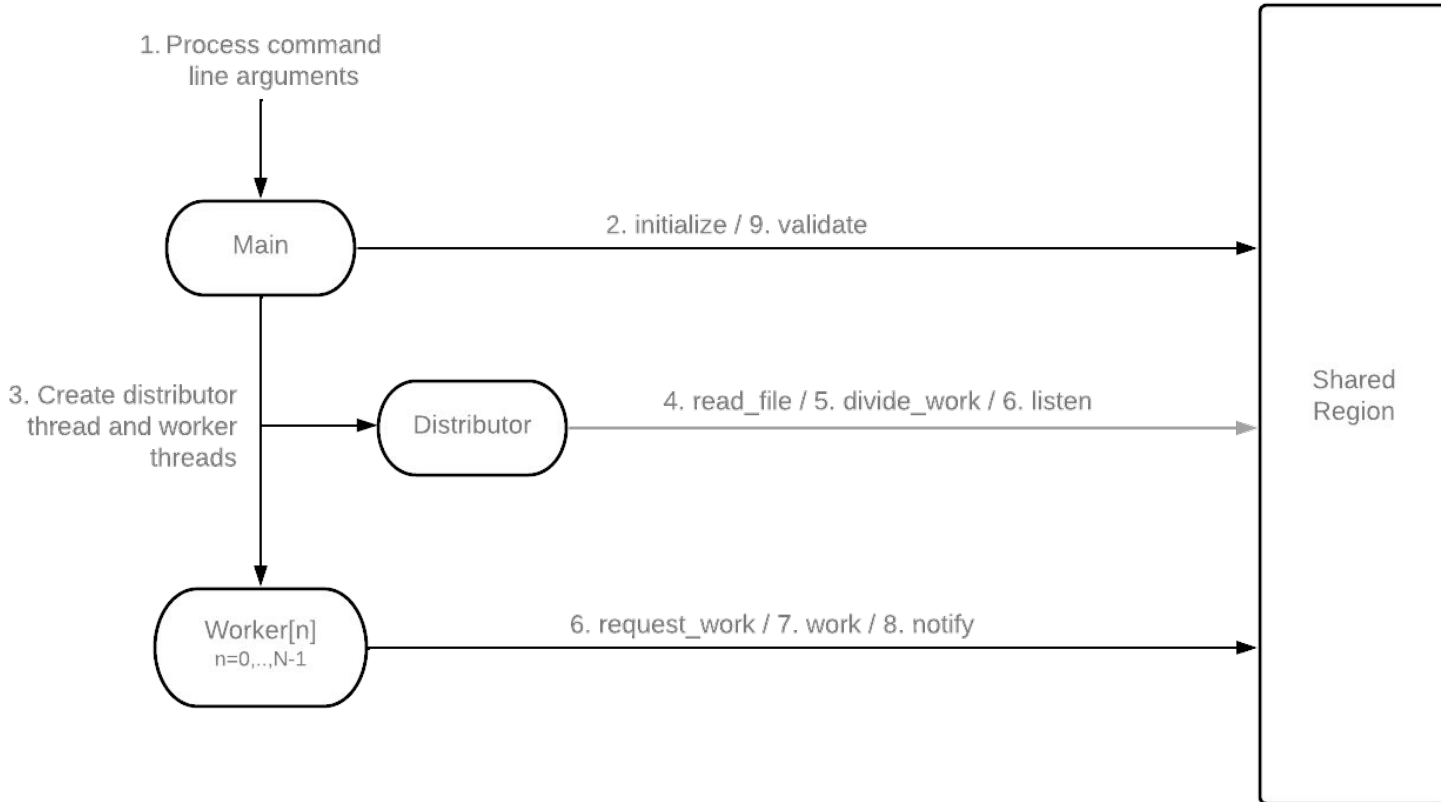 1. Process command
line arguments
Main
2. initialize / 9. validate
3. Create distributor
thread and worker
threads
Distributor
4. read_file / 5. divide_work / 6. listen
Shared
Region
Worker[n]
n=0,..,N-1
6. request_work / 7. work / 8. notify